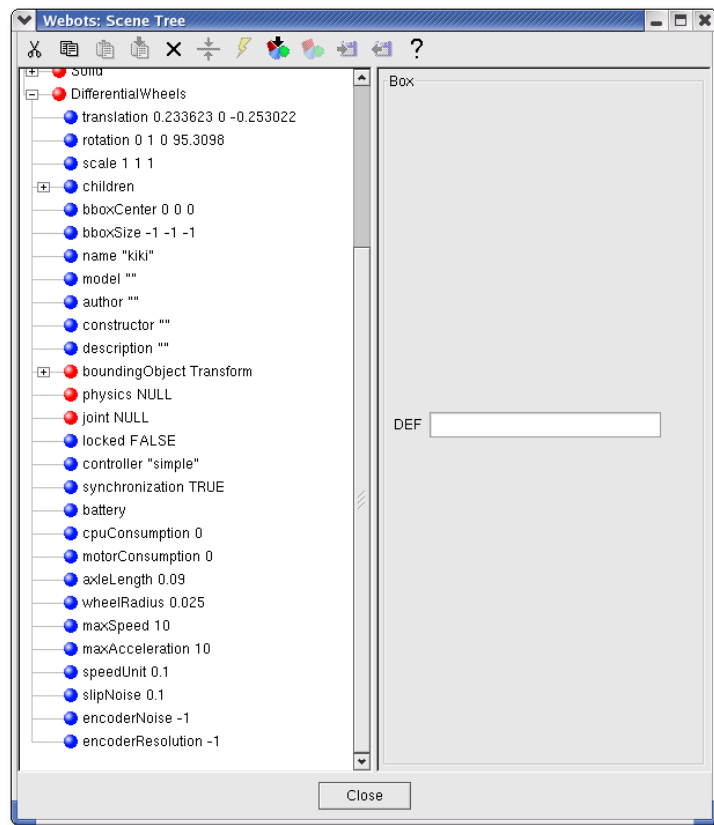 Webots: Scene Tree
?
Solid
DifferentialWheels
translation 0.233623 0 -0.253022
rotation 0 1 0 95.3098
scale 1 1 1
children
bboxCenter 0 0 0
bboxSize -1 -1 -1
name "kiki"
model ""
author ""
constructor ""
description ""
boundingObject Transform
physics NULL
joint NULL
locked FALSE
controller "simple"
synchronization TRUE
battery
cpuConsumption 0
motorConsumption 0
axleLength 0.09
wheelRadius 0.025
maxSpeed 10
maxAcceleration 10
speedUnit 0.1
slipNoise 0.1
encoderNoise -1
encoderResolution -1
Box
DEF
Close